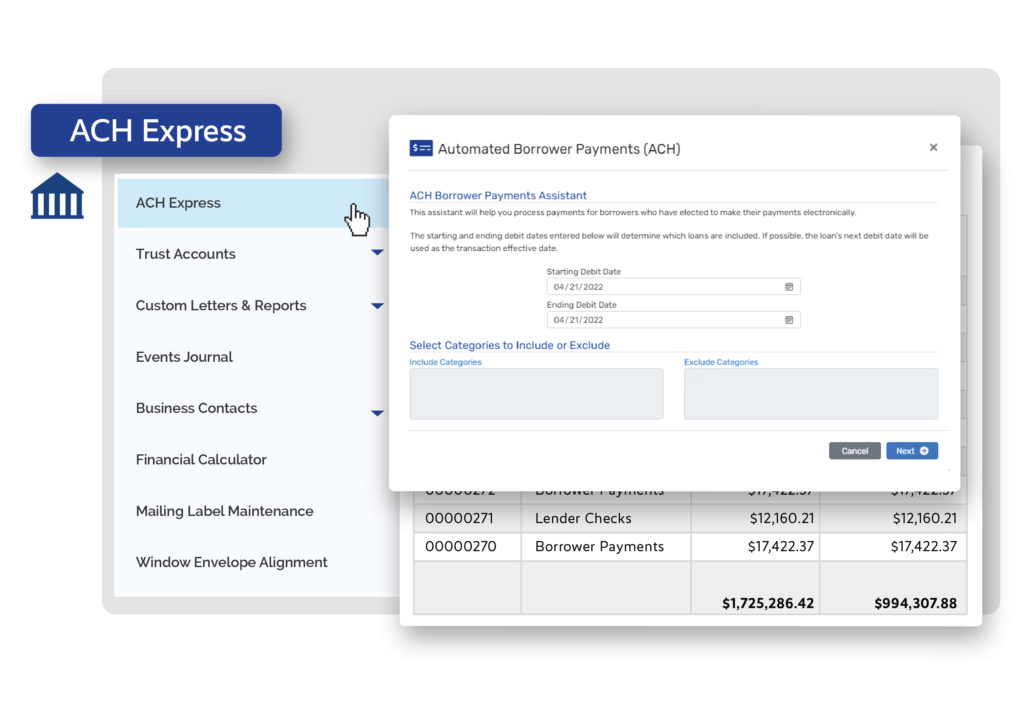 ACH Express
ACH Express
Trust Accounts
Custom Letters & Reports
Events Journal
Business Contacts
Financial Calculator
Mailing Label Maintenance
Window Envelope Alignment
Automated Borrower Payments (ACH)
ACH Borrower Payments Assistant
This assistant will help you process payments for borrowers who have elected to make their payments electronically.
The starting and ending debit dates entered below will determine which loans are included. If possible, the loan's next debit date will be
used as the transaction effective date.
Starting Debit Date
04/21/2022
Ending Debit Date
04/21/2022
Select Categories to Include or Exclude
Include Categories Exclude Categories
Cancel Next
00000272 Borrower Payments $17,422.37 $17,422.37
00000271 Lender Checks $12,160.21 $12,160.21
00000270 Borrower Payments $17,422.37 $17,422.37
$1,725,286.42 $994,307.88